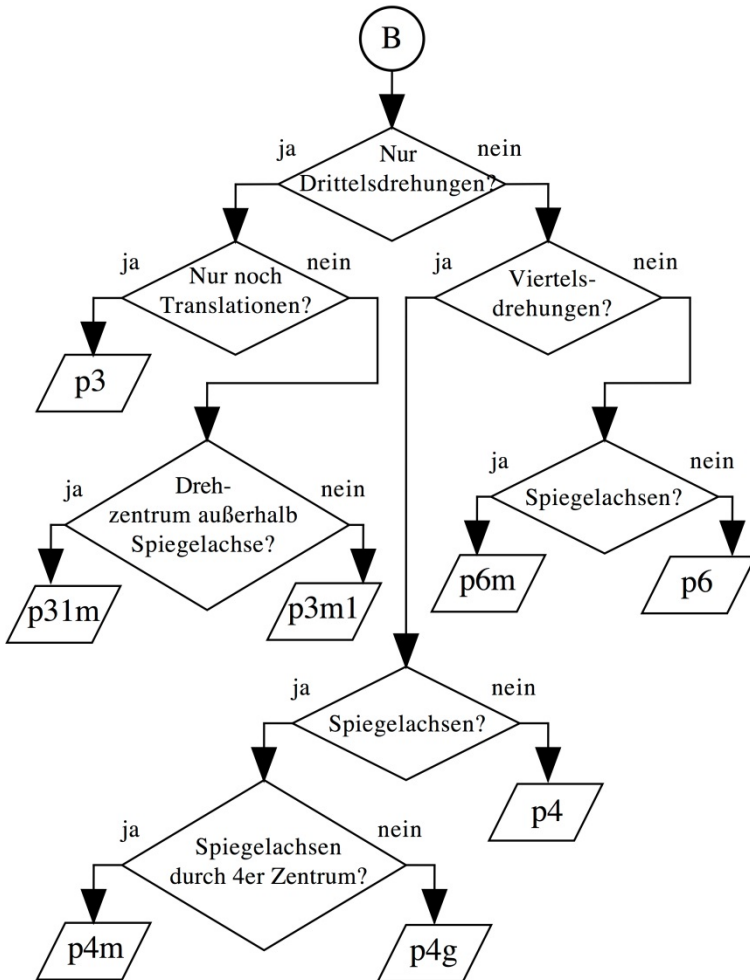 B
ja
nein
Nur
Drittelsdrehungen?
ja
nein
ja
nein
Nur noch
Translationen?
Viertels-
drehungen?
p3
ja
nein
ja
nein
Dreh-
zentrum außerhalb
Spiegelachse?
Spiegelachsen?
p31m
p3m1
p6m
p6
ja
nein
Spiegelachsen?
p4
ja
nein
Spiegelachsen
durch 4er Zentrum?
p4m
p4g